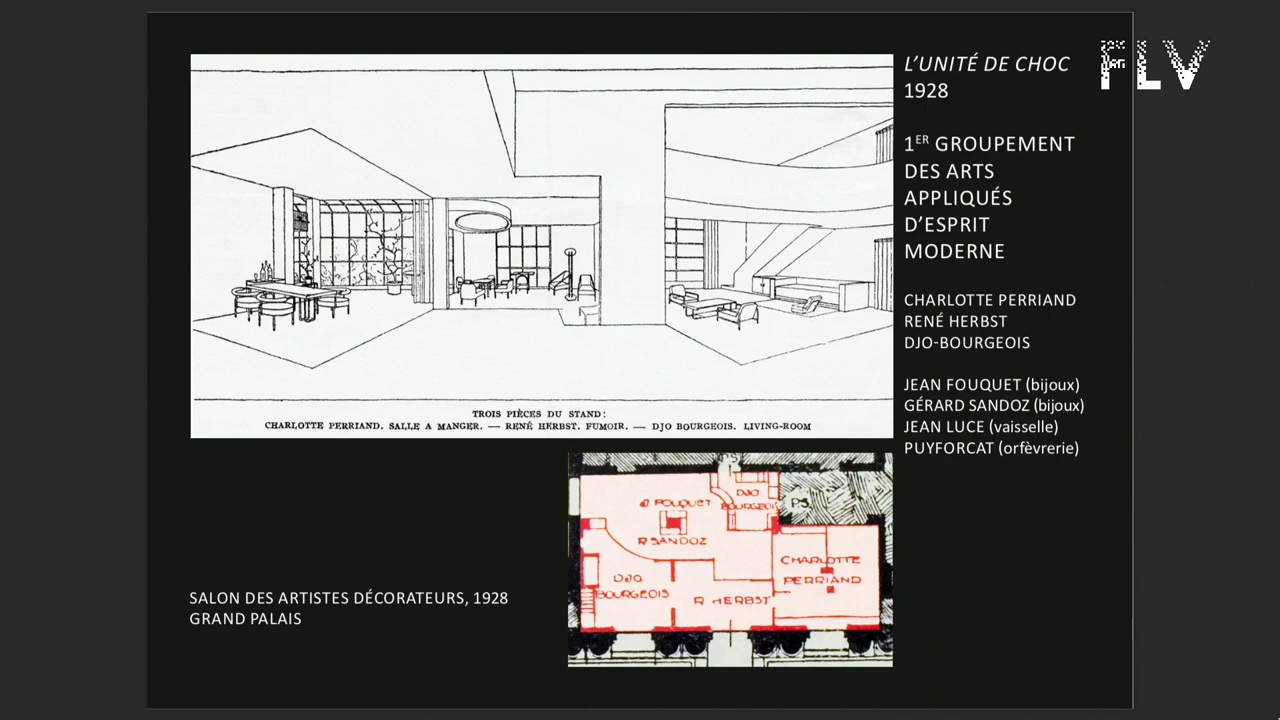 FLV
L’UNITÉ DE CHOC
1928
1ER GROUPEMENT
DES ARTS
APPLIQUÉS
D’ESPRIT
MODERNE
CHARLOTTE PERRIAND
RENÉ HERBST
DJO-BOURGEOIS
JEAN FOUQUET (bijoux)
GÉRARD SANDOZ (bijoux)
JEAN LUCE (vaisselle)
PUYFORCAT (orfèvrerie)
TROIS PIÈCES DU STAND:
CHARLOTTE PERRIAND. SALLE A MANGER. — RENÉ HERBST. FUMOIR. — DJO BOURGEOIS. LIVING-ROOM
DJO
BOURGEOIS
J FOUQUET
P.S.
R SANDOZ
CHARLOTTE
PERRIAND
DJO
BOURGEOIS
R HERBST
SALON DES ARTISTES DÉCORATEURS, 1928
GRAND PALAIS